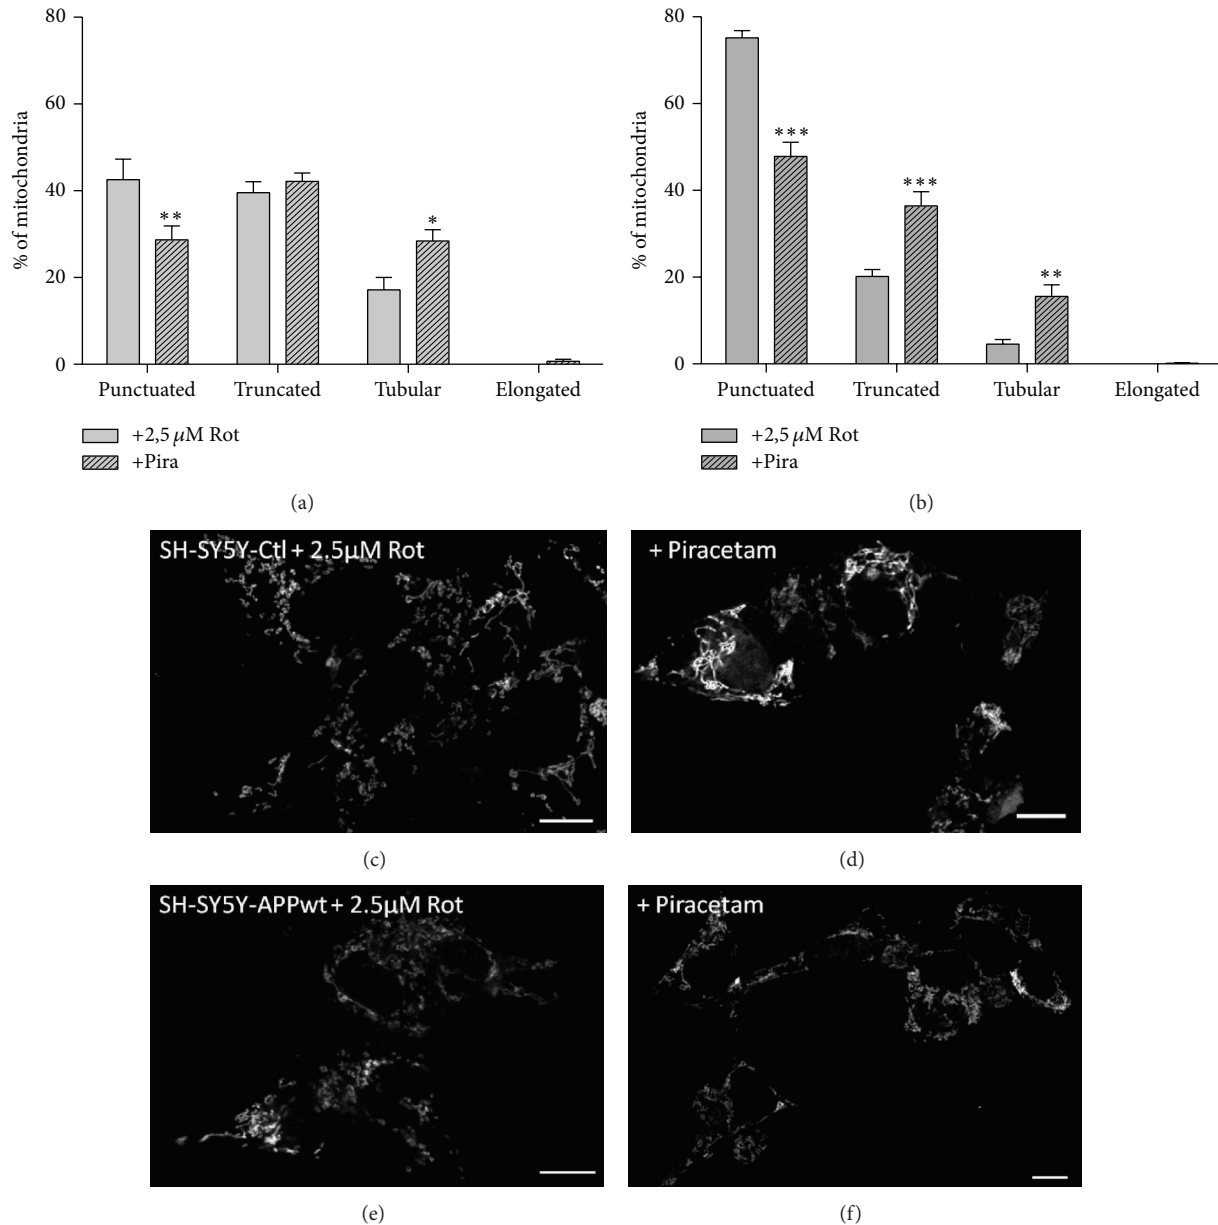 80
60
40
20
0
% of mitochondria
**
*
Punctuated Truncated Tubular Elongated
+2,5 μM Rot
+Pira
(a)
80
60
40
20
0
% of mitochondria
***
***
**
Punctuated Truncated Tubular Elongated
+2,5 μM Rot
+Pira
(b)
SH-SY5Y-Ctl + 2.5µM Rot
(c)
+ Piracetam
(d)
SH-SY5Y-APPwt + 2.5µM Rot
(e)
+ Piracetam
(f)